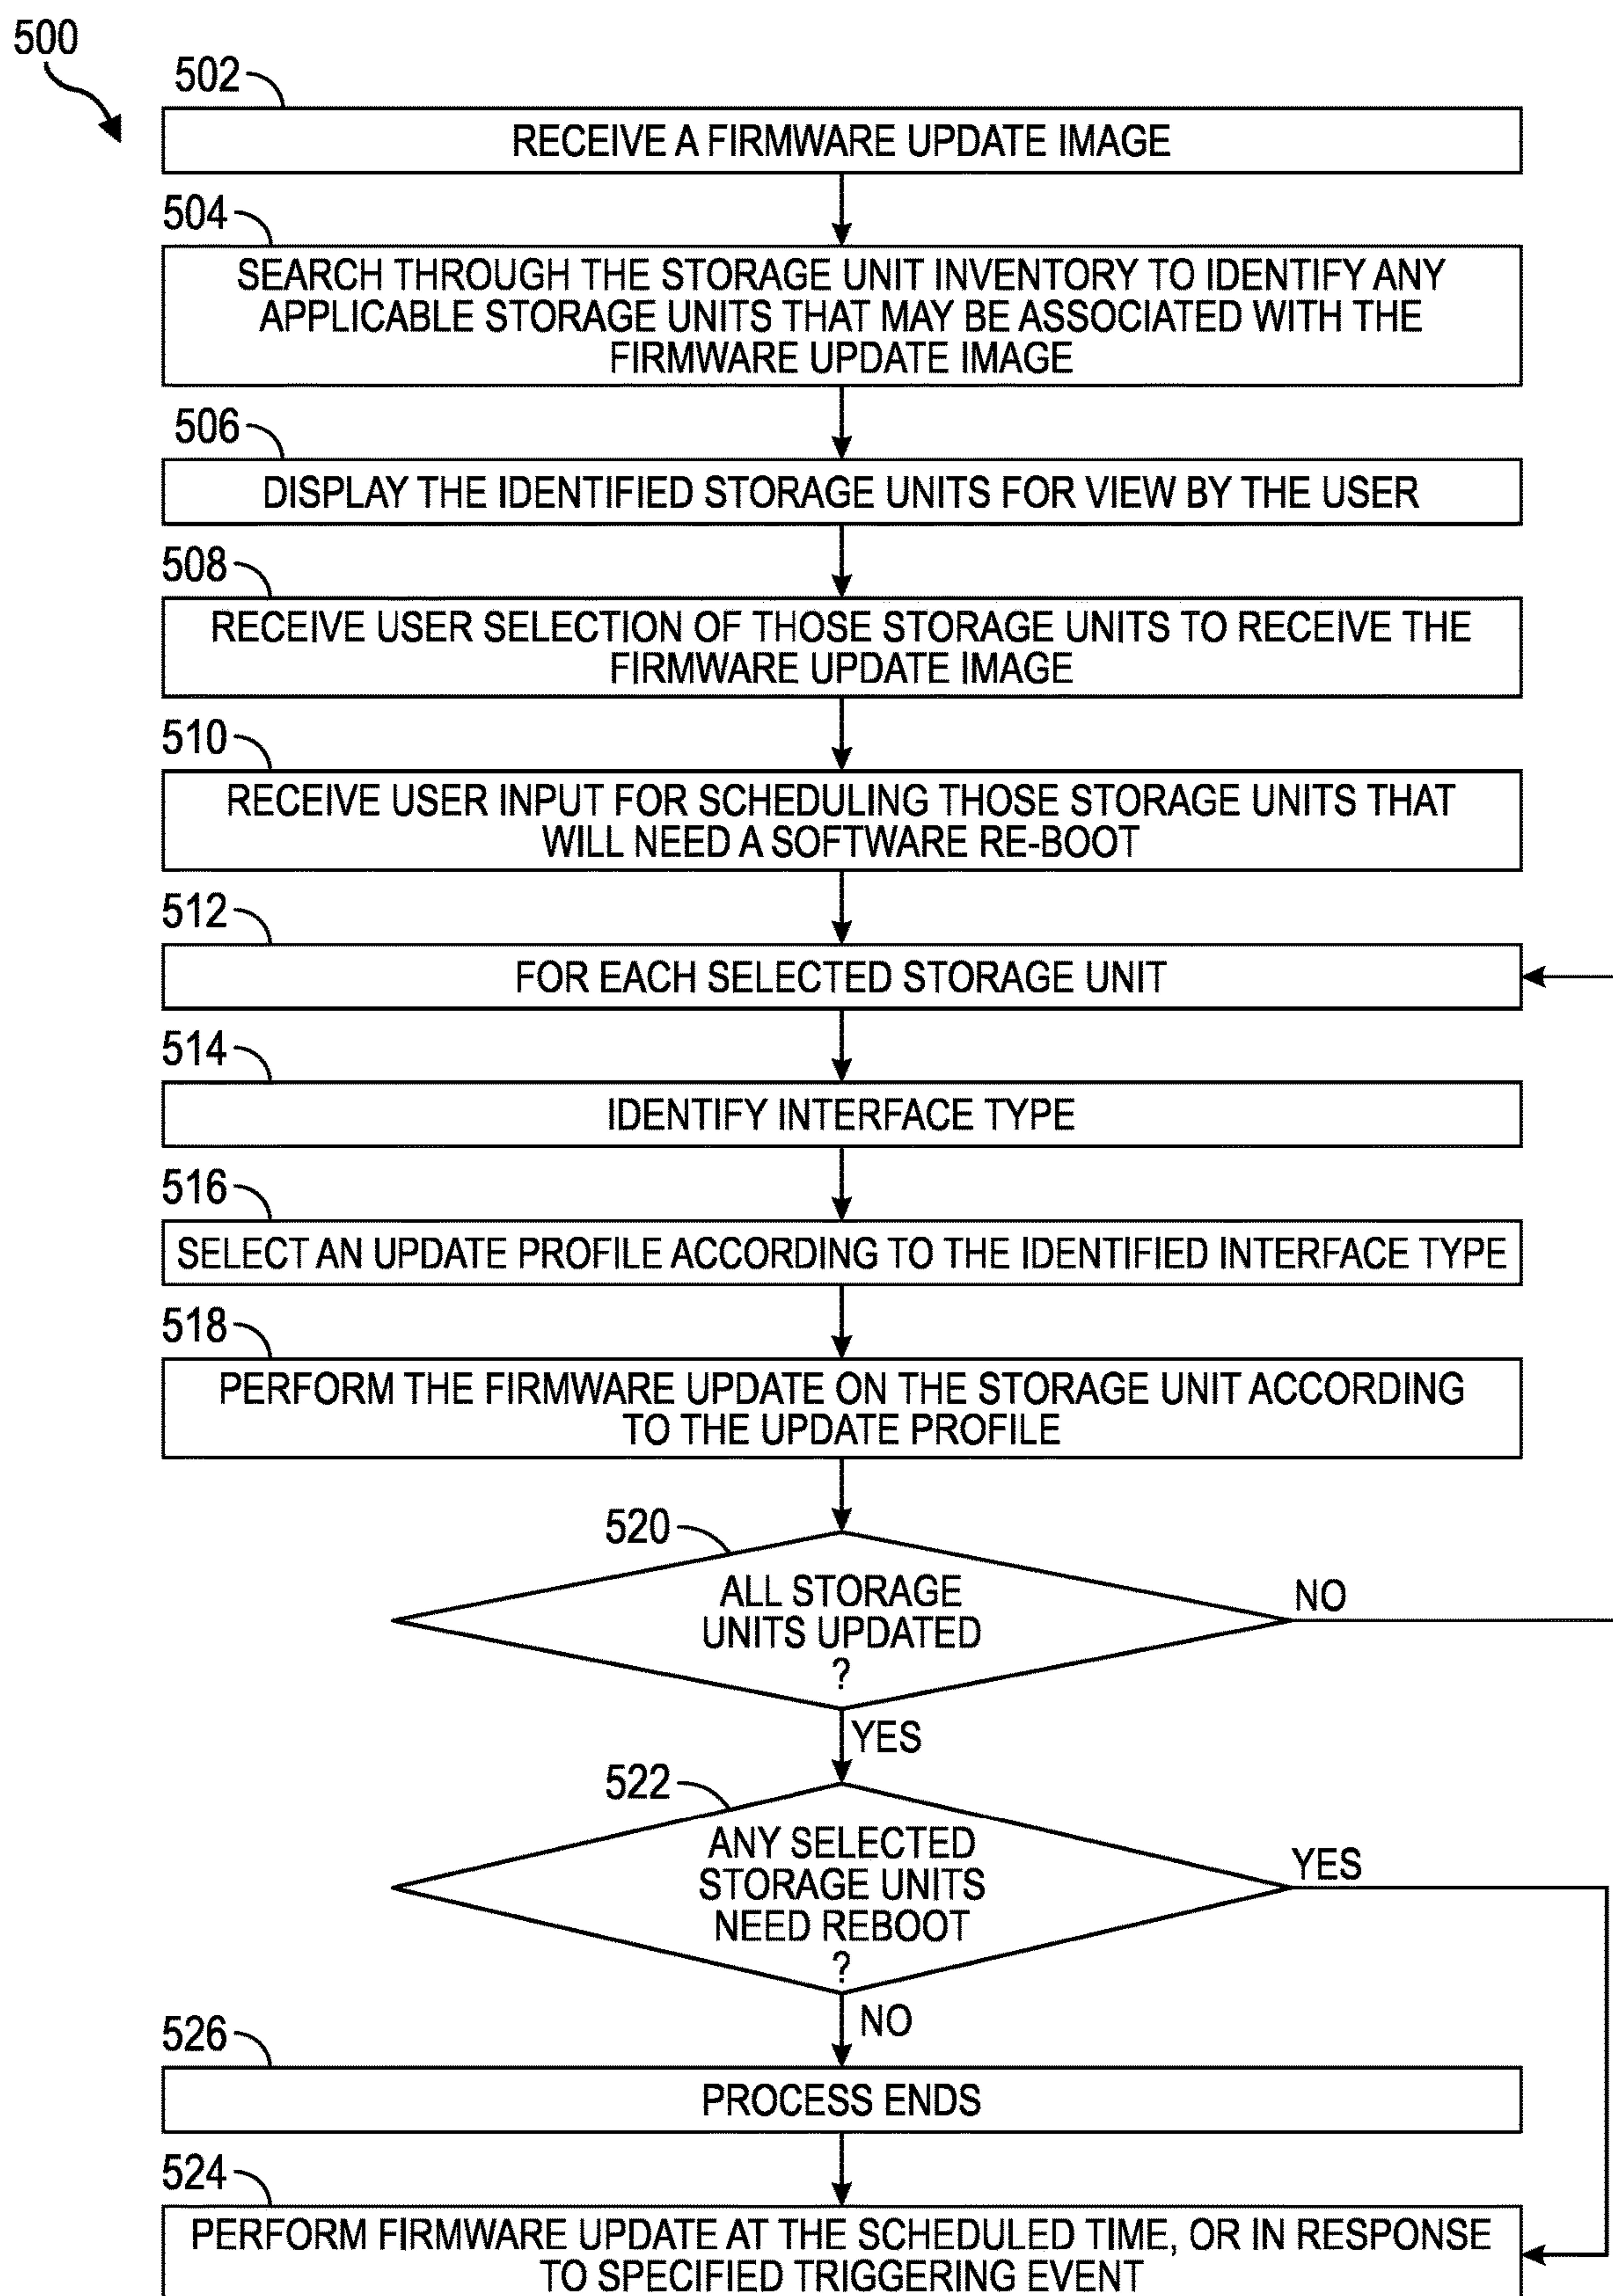 500
502
RECEIVE A FIRMWARE UPDATE IMAGE
504
SEARCH THROUGH THE STORAGE UNIT INVENTORY TO IDENTIFY ANY
APPLICABLE STORAGE UNITS THAT MAY BE ASSOCIATED WITH THE
FIRMWARE UPDATE IMAGE
506
DISPLAY THE IDENTIFIED STORAGE UNITS FOR VIEW BY THE USER
508
RECEIVE USER SELECTION OF THOSE STORAGE UNITS TO RECEIVE THE
FIRMWARE UPDATE IMAGE
510
RECEIVE USER INPUT FOR SCHEDULING THOSE STORAGE UNITS THAT
WILL NEED A SOFTWARE RE-BOOT
512
FOR EACH SELECTED STORAGE UNIT
514
IDENTIFY INTERFACE TYPE
516
SELECT AN UPDATE PROFILE ACCORDING TO THE IDENTIFIED INTERFACE TYPE
518
PERFORM THE FIRMWARE UPDATE ON THE STORAGE UNIT ACCORDING
TO THE UPDATE PROFILE
520
ALL STORAGE
UNITS UPDATED
?
NO
YES
522
ANY SELECTED
STORAGE UNITS
NEED REBOOT
?
YES
NO
526
PROCESS ENDS
524
PERFORM FIRMWARE UPDATE AT THE SCHEDULED TIME, OR IN RESPONSE
TO SPECIFIED TRIGGERING EVENT